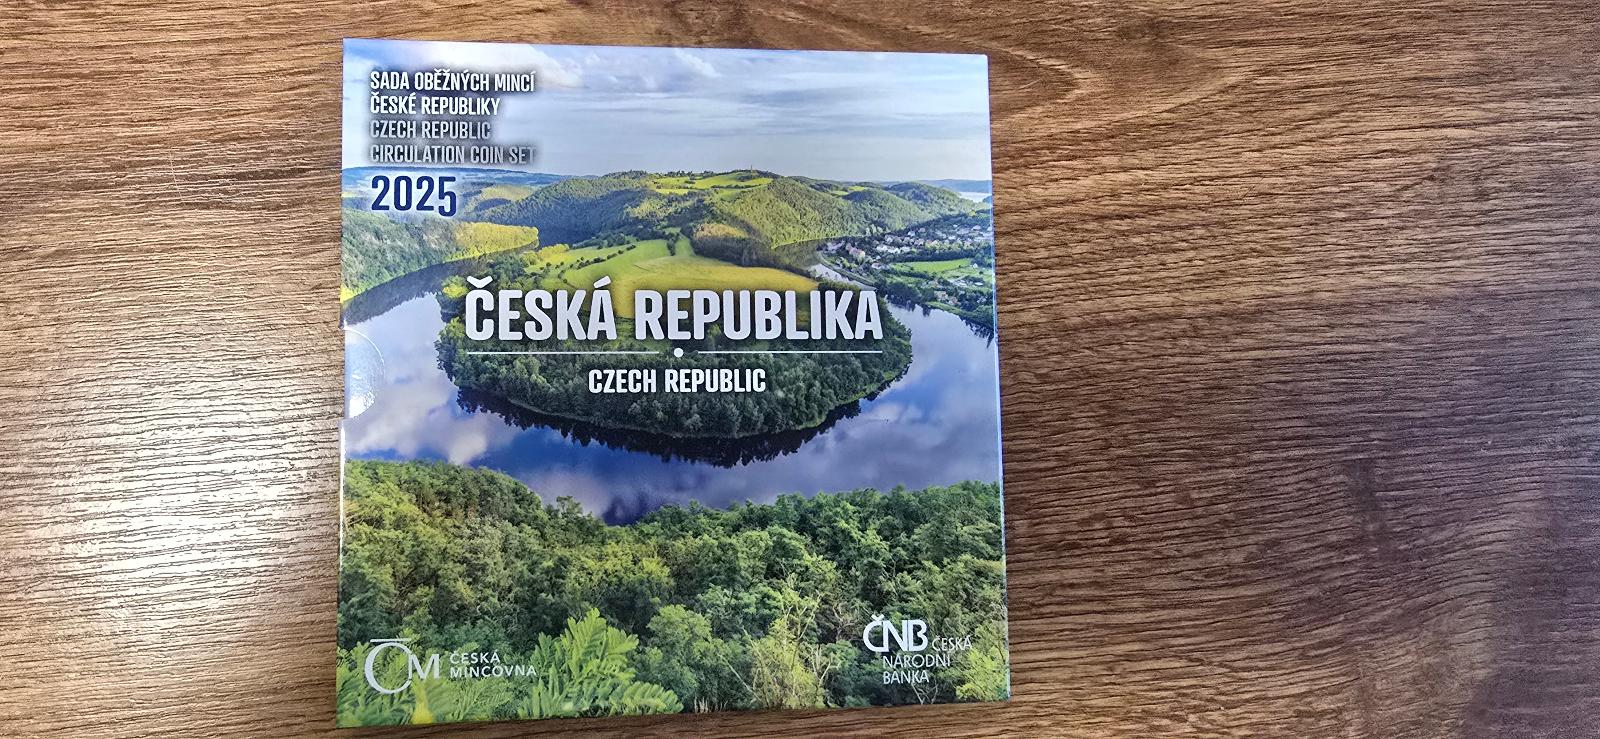 SADA OBĚŽNÝCH MINCÍ
ČESKÉ REPUBLIKY
CZECH REPUBLIC
CIRCULATION COIN SET
2025
ČESKÁ REPUBLIKA
CZECH REPUBLIC
ČM ČESKÁ
MINCOVNA
ČNB ČESKÁ
NÁRODNÍ
BANKA